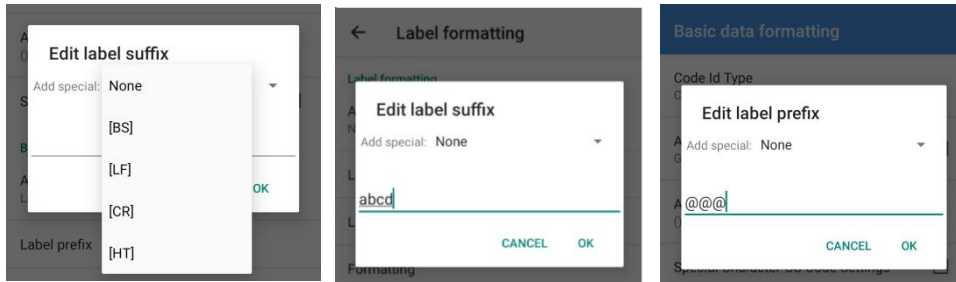 Edit label suffix
Add special: None
[BS]
[LF]
[CR]
[HT]
OK
Label prefix
Label formatting
Label formatting
Edit label suffix
Add special: None
abcd
CANCEL OK
Formatting
Basic data formatting
Code Id Type
Edit label prefix
Add special: None
@@@
CANCEL OK